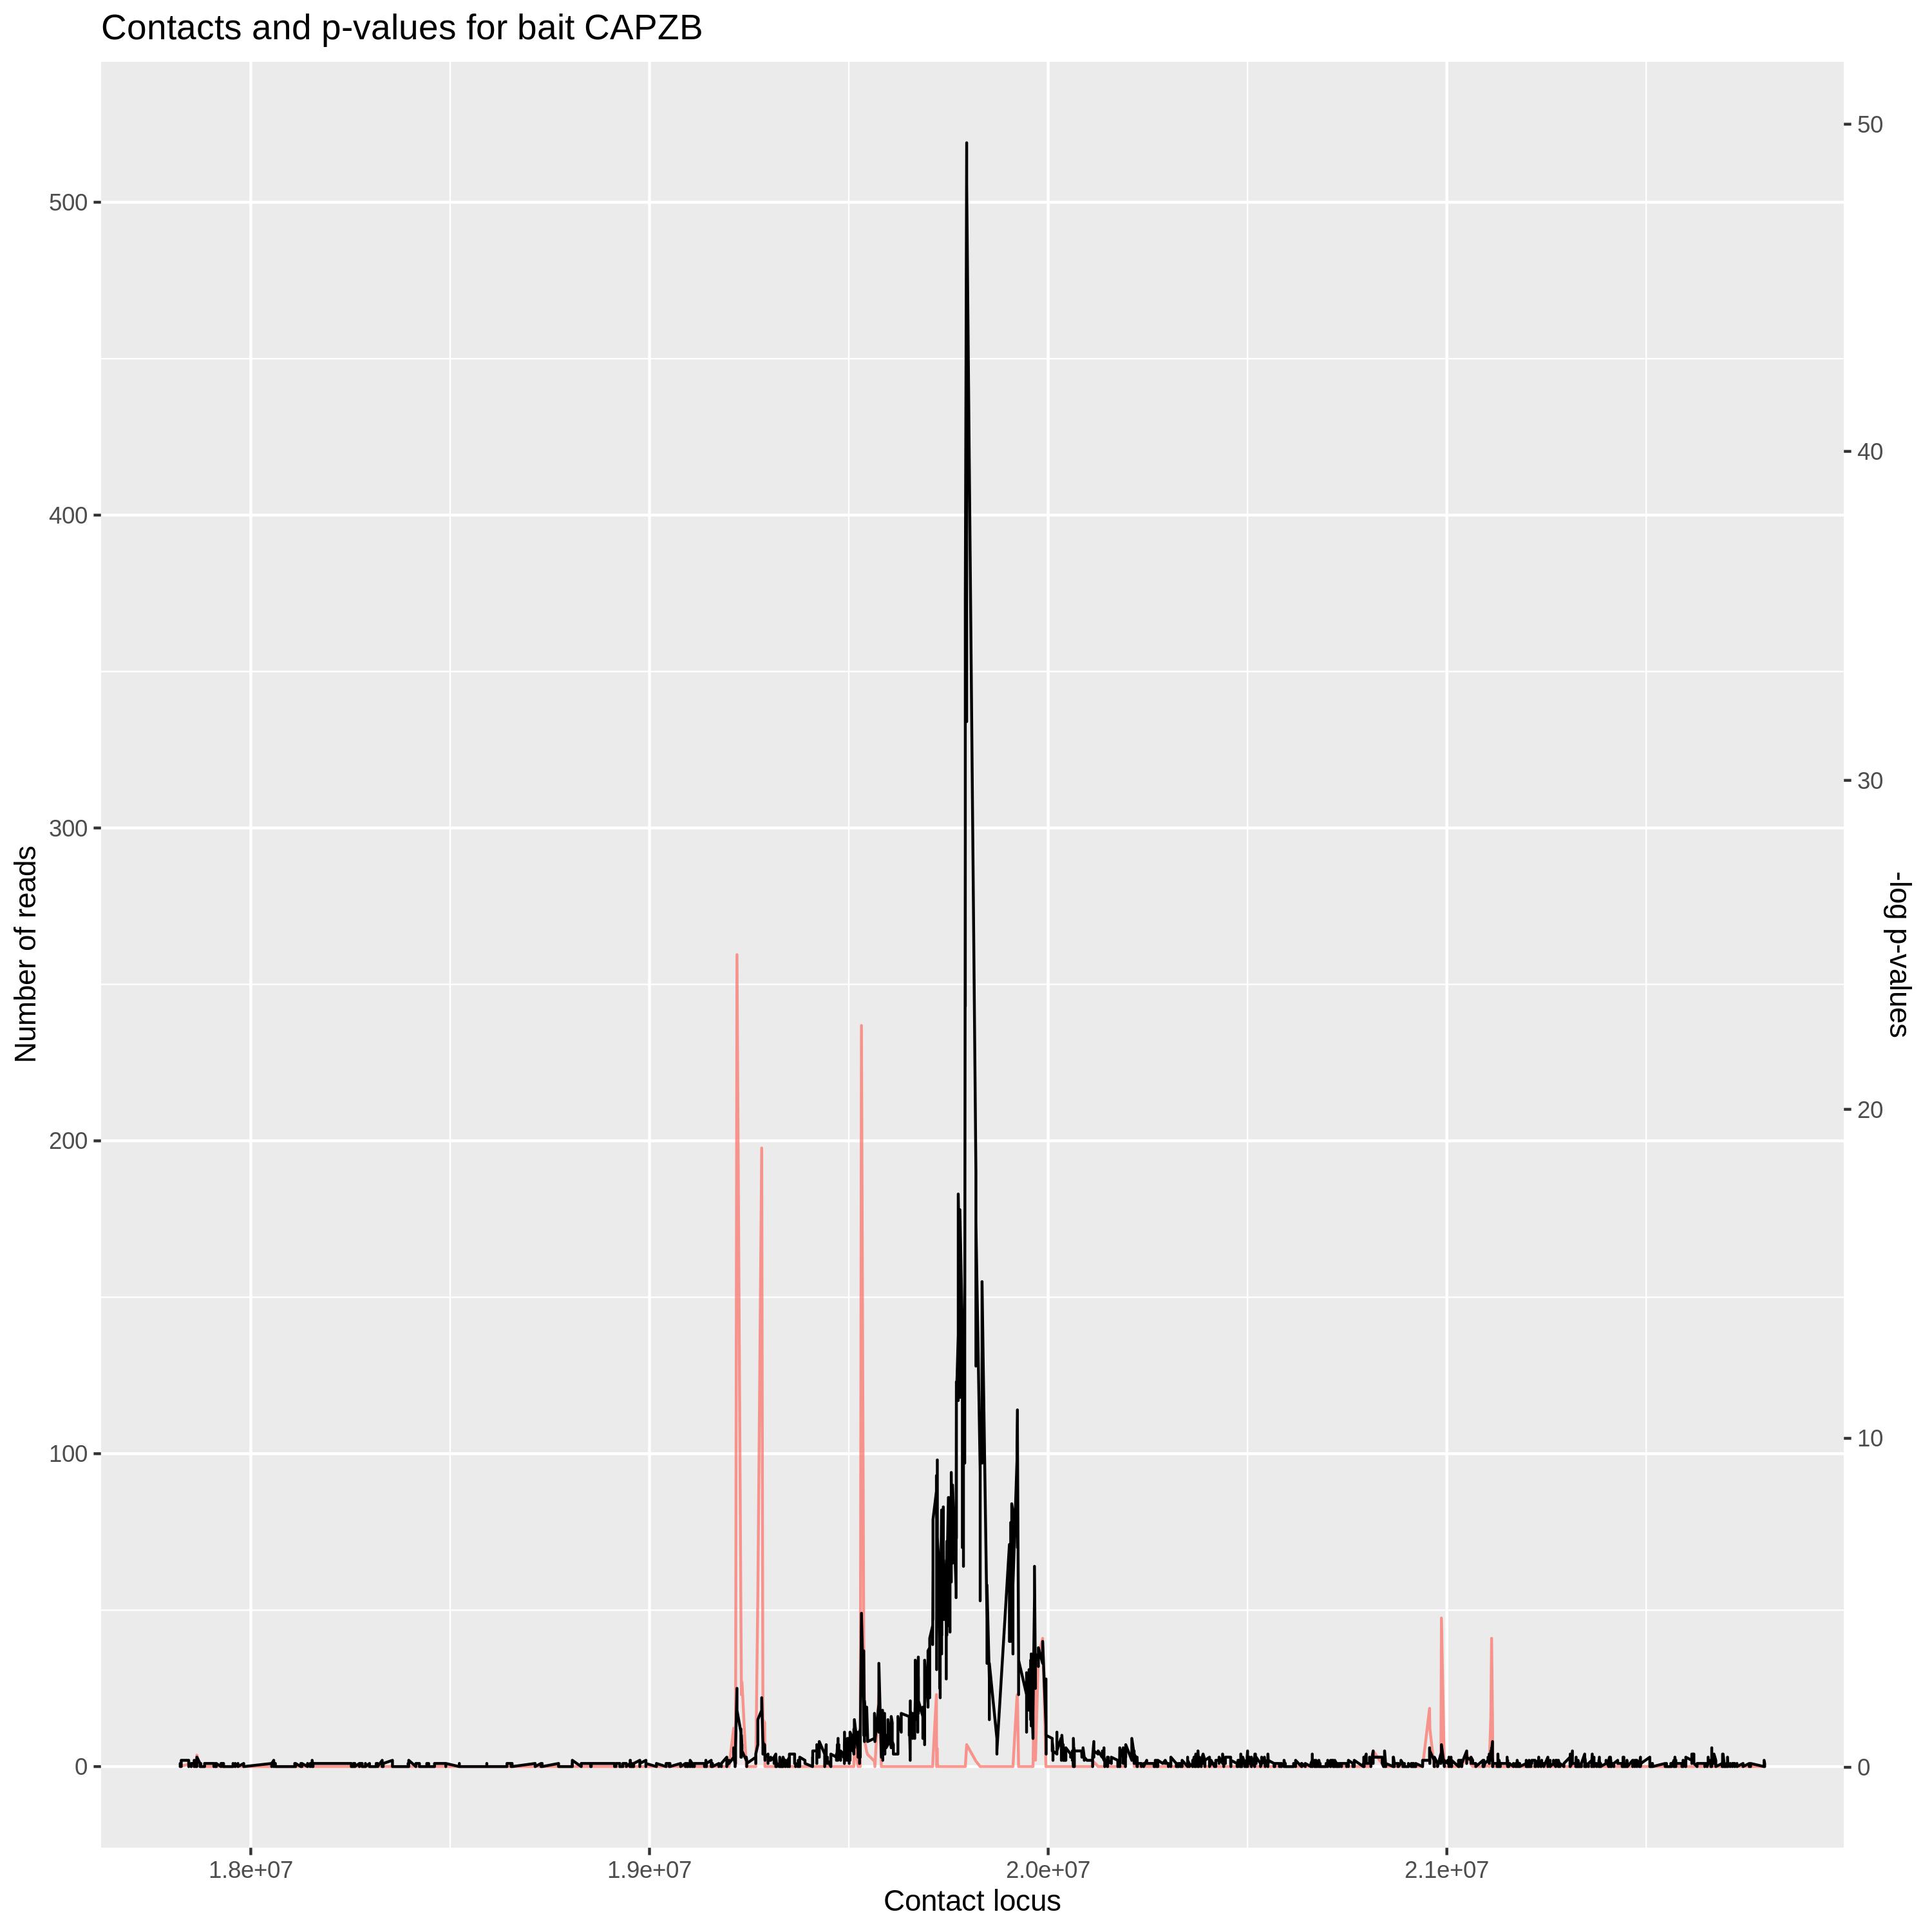 Contacts and p-values for bait CAPZB
500
400
300
200
100
0
Number of reads
50
40
30
20
10
0
-log p-values
1.8e+07 1.9e+07 2.0e+07 2.1e+07
Contact locus